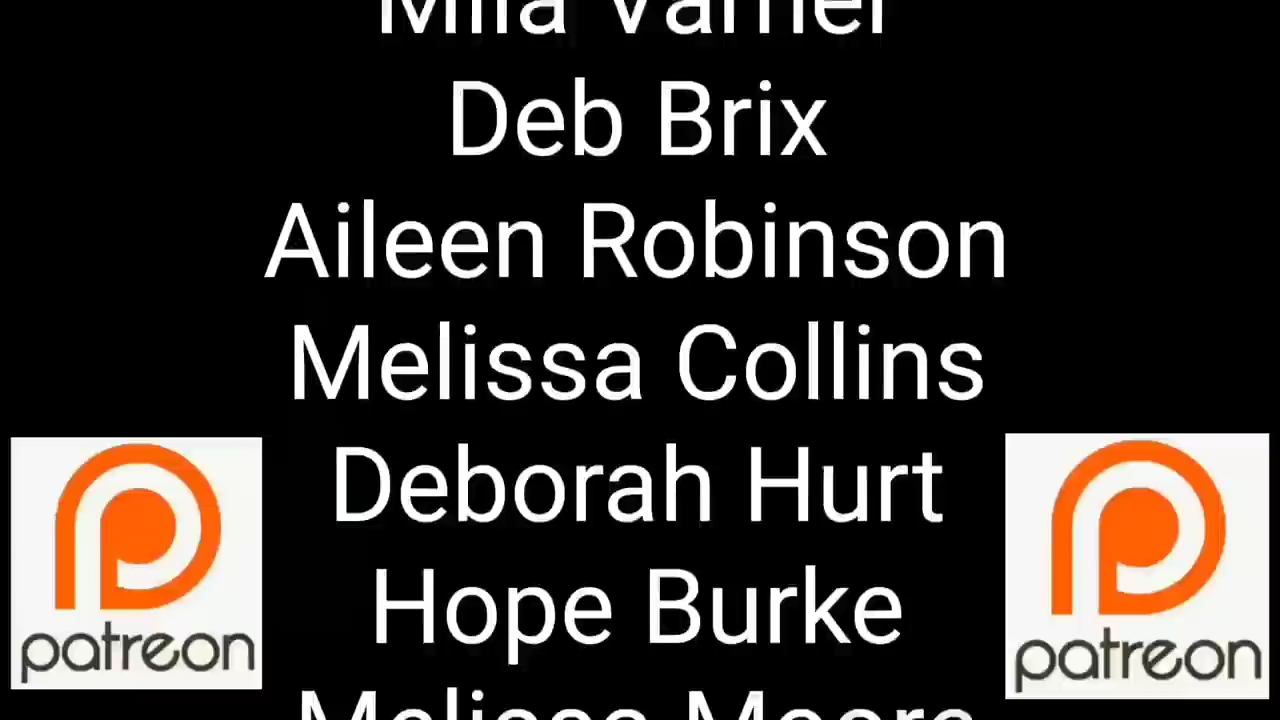 Deb Brix
Aileen Robinson
Melissa Collins
Deborah Hurt
Hope Burke
patreon
patreon